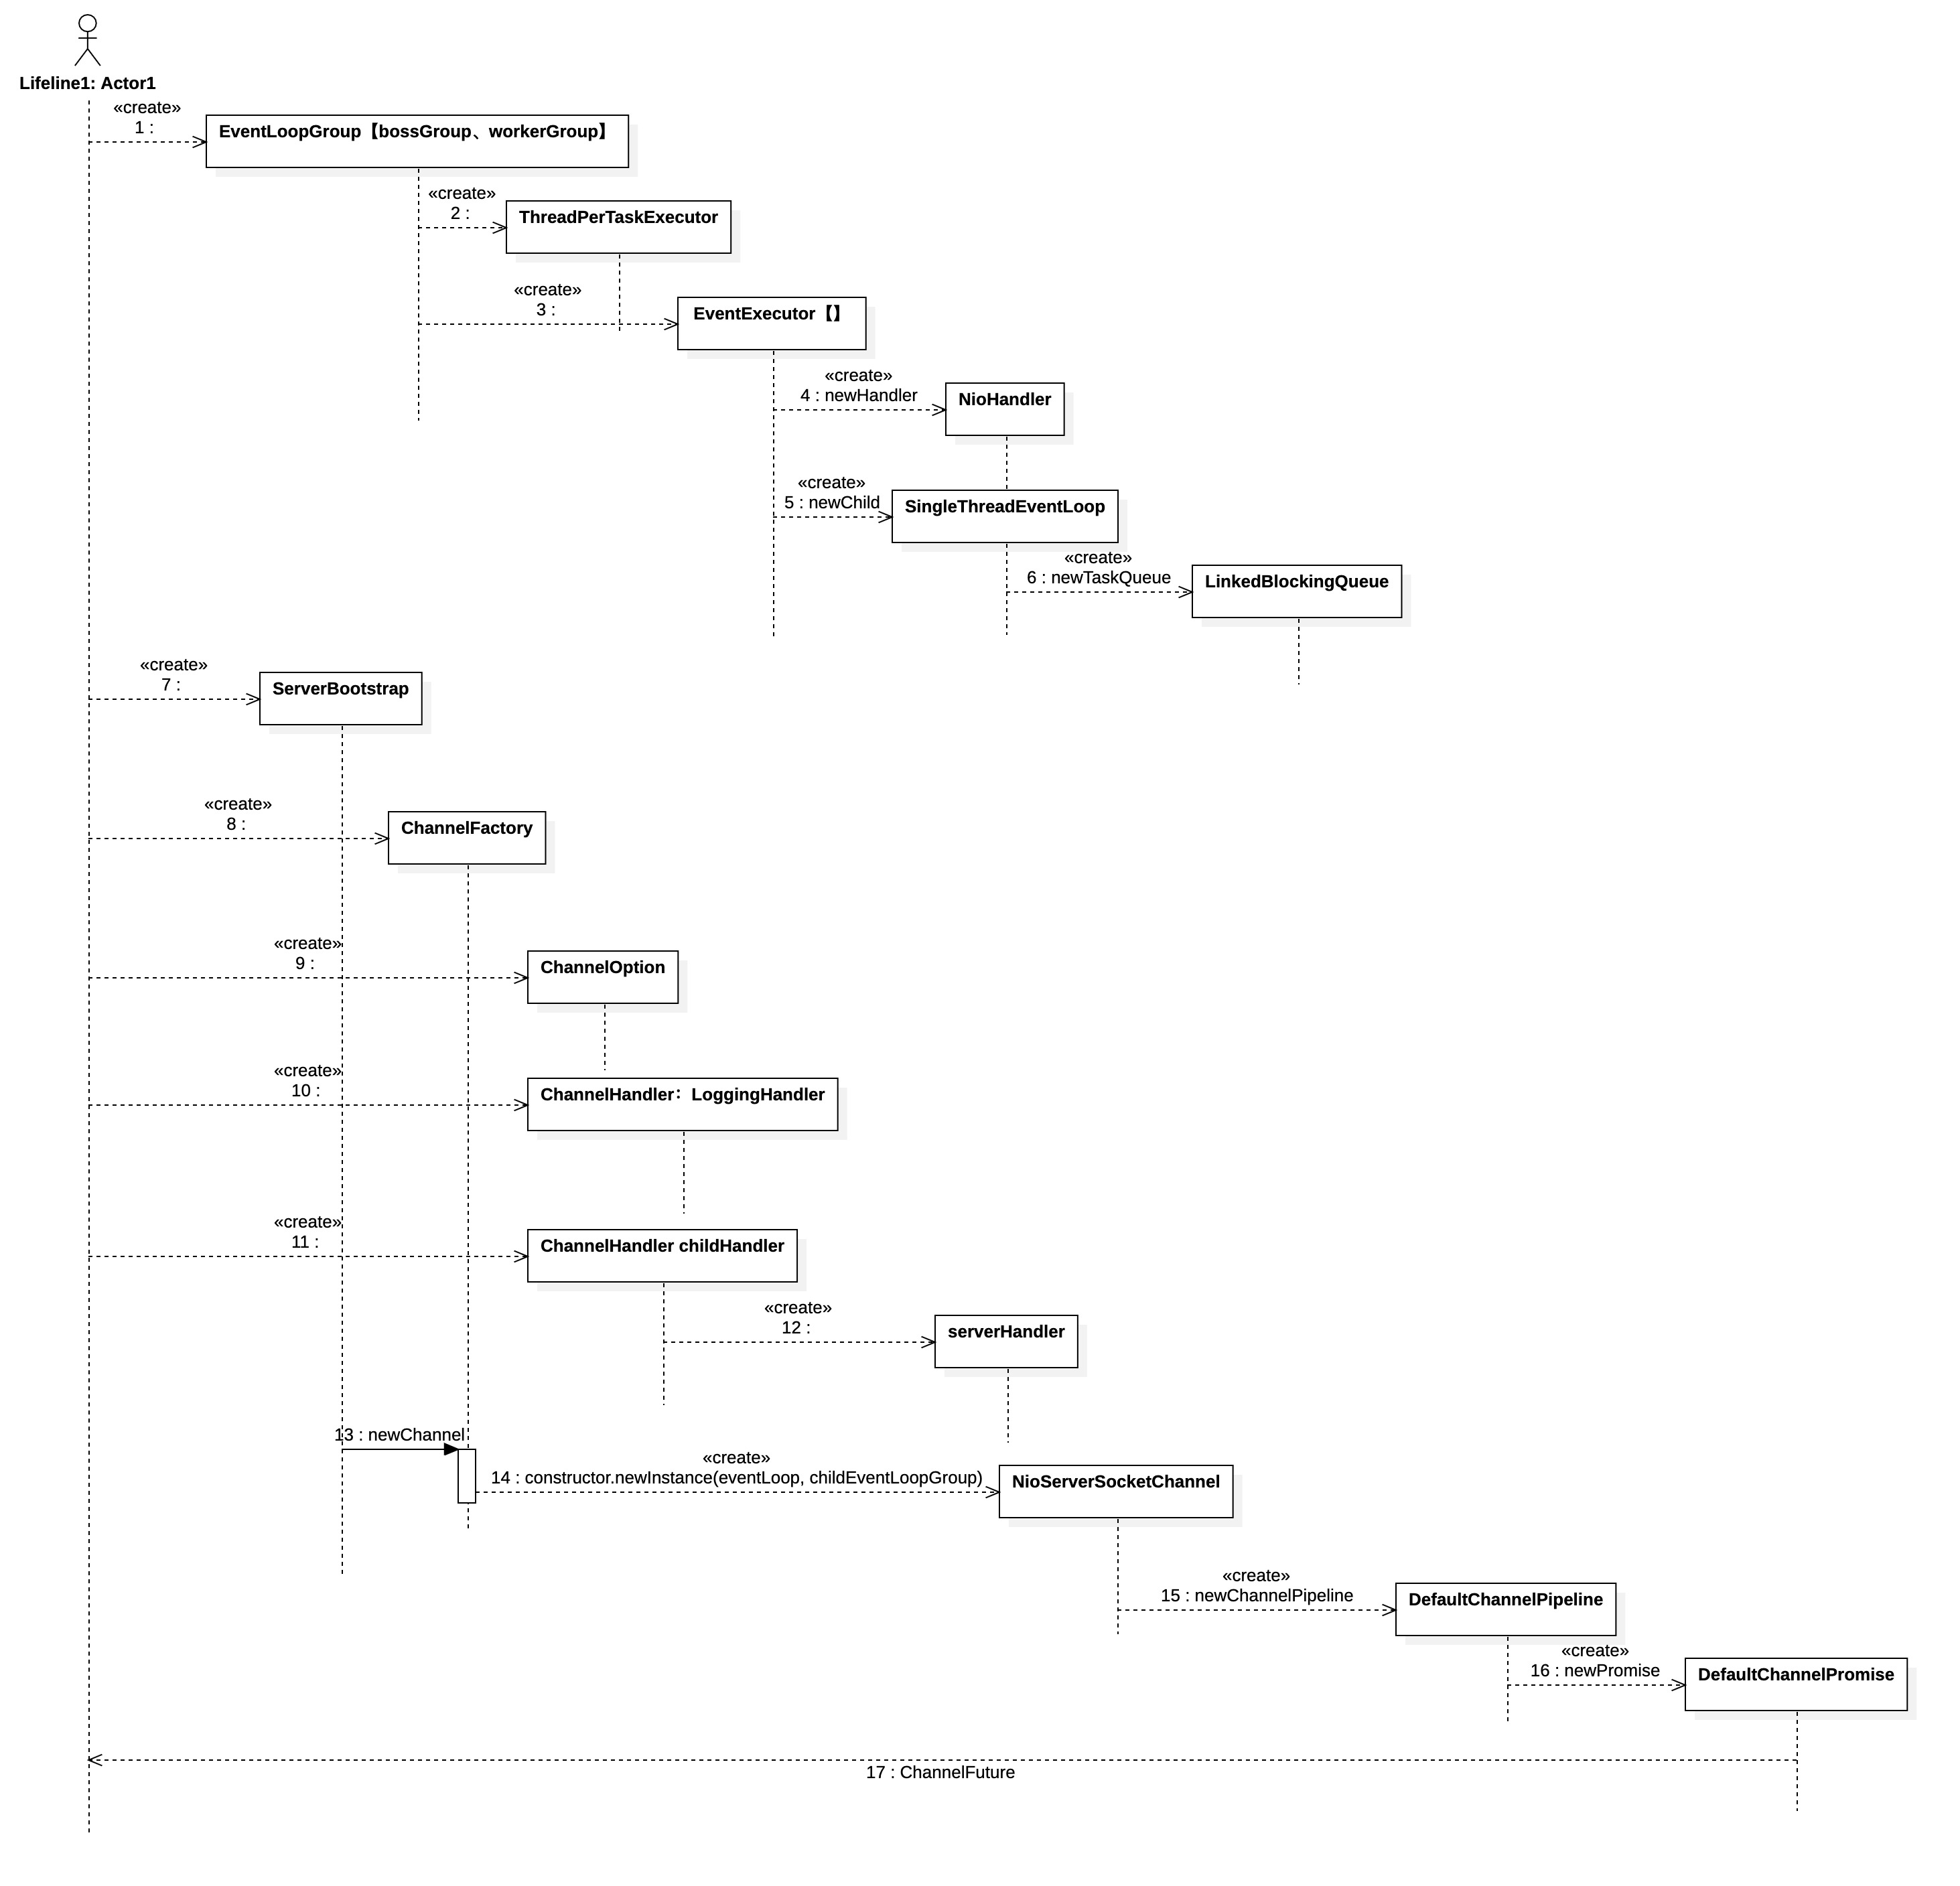 Lifeline1: Actor1
«create»
1 :
EventLoopGroup【bossGroup、workerGroup】
«create»
2 :
ThreadPerTaskExecutor
«create»
3 :
EventExecutor【】
«create»
4 : newHandler
NioHandler
«create»
5 : newChild
SingleThreadEventLoop
«create»
6 : newTaskQueue
LinkedBlockingQueue
«create»
7 :
ServerBootstrap
«create»
8 :
ChannelFactory
«create»
9 :
ChannelOption
«create»
10 :
ChannelHandler：LoggingHandler
«create»
11 :
ChannelHandler childHandler
«create»
12 :
serverHandler
13 : newChannel
«create»
14 : constructor.newInstance(eventLoop, childEventLoopGroup)
NioServerSocketChannel
«create»
15 : newChannelPipeline
DefaultChannelPipeline
«create»
16 : newPromise
DefaultChannelPromise
17 : ChannelFuture